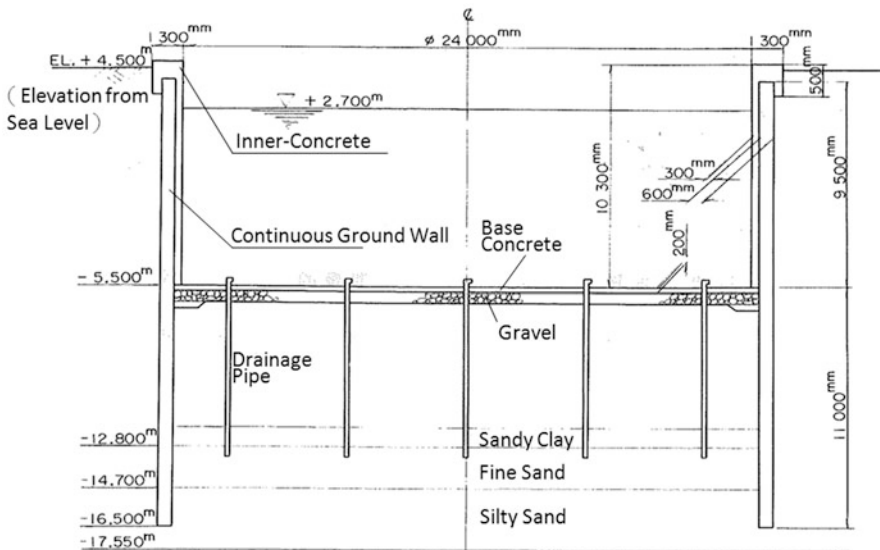 ℄
300mm
ø 24 000mm
300mm
EL. + 4.500m
( Elevation from
Sea Level )
+ 2.700m
500mm
Inner-Concrete
10 300mm
300mm
600mm
9 500mm
Continuous Ground Wall
Base
Concrete
200mm
- 5.500m
Gravel
Drainage
Pipe
11 000mm
-12.800m
Sandy Clay
Fine Sand
-14.700m
Silty Sand
-16.500m
-17.550m